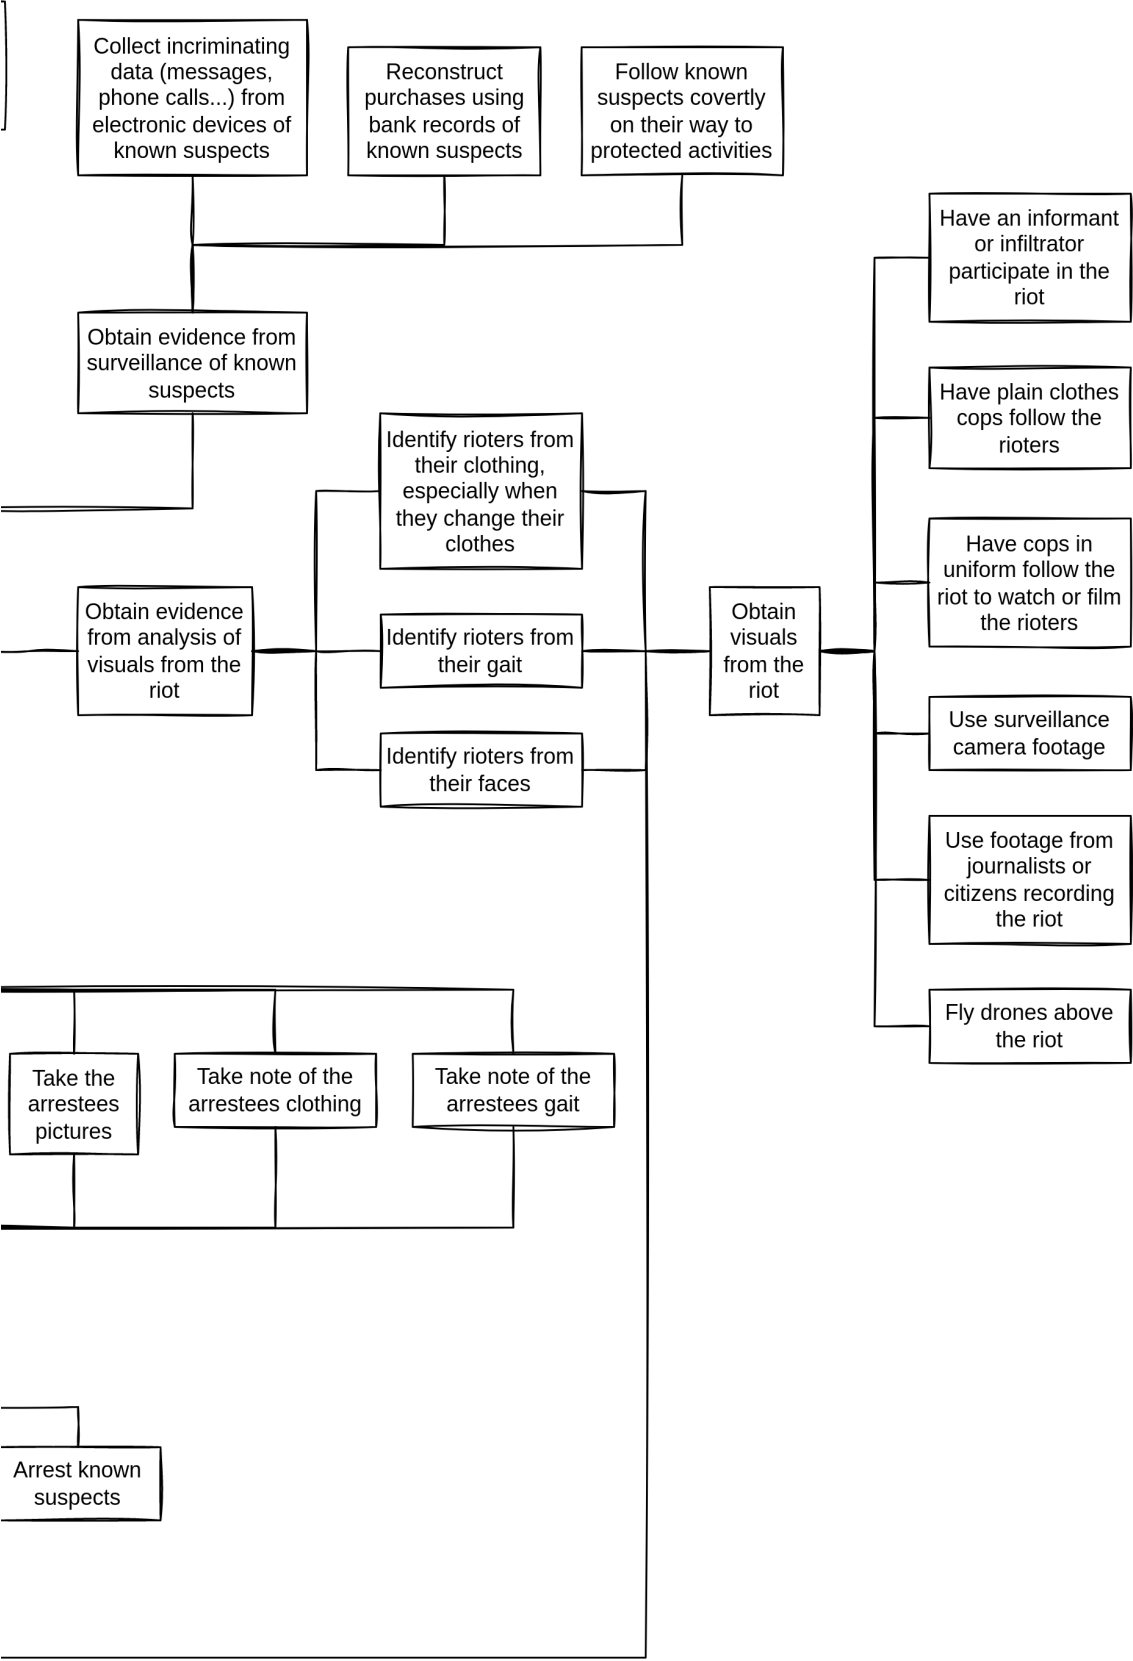 Collect incriminating
data (messages,
phone calls...) from
electronic devices of
known suspects
Reconstruct
purchases using
bank records of
known suspects
Follow known
suspects covertly
on their way to
protected activities
Have an informant
or infiltrator
participate in the
riot
Obtain evidence from
surveillance of known
suspects
Have plain clothes
cops follow the
rioters
Identify rioters from
their clothing,
especially when
they change their
clothes
Have cops in
uniform follow the
riot to watch or film
the rioters
Obtain evidence
from analysis of
visuals from the
riot
Identify rioters from
their gait
Obtain
visuals
from the
riot
Use surveillance
camera footage
Identify rioters from
their faces
Use footage from
journalists or
citizens recording
the riot
Fly drones above
the riot
Take the
arrestees
pictures
Take note of the
arrestees clothing
Take note of the
arrestees gait
Arrest known
suspects